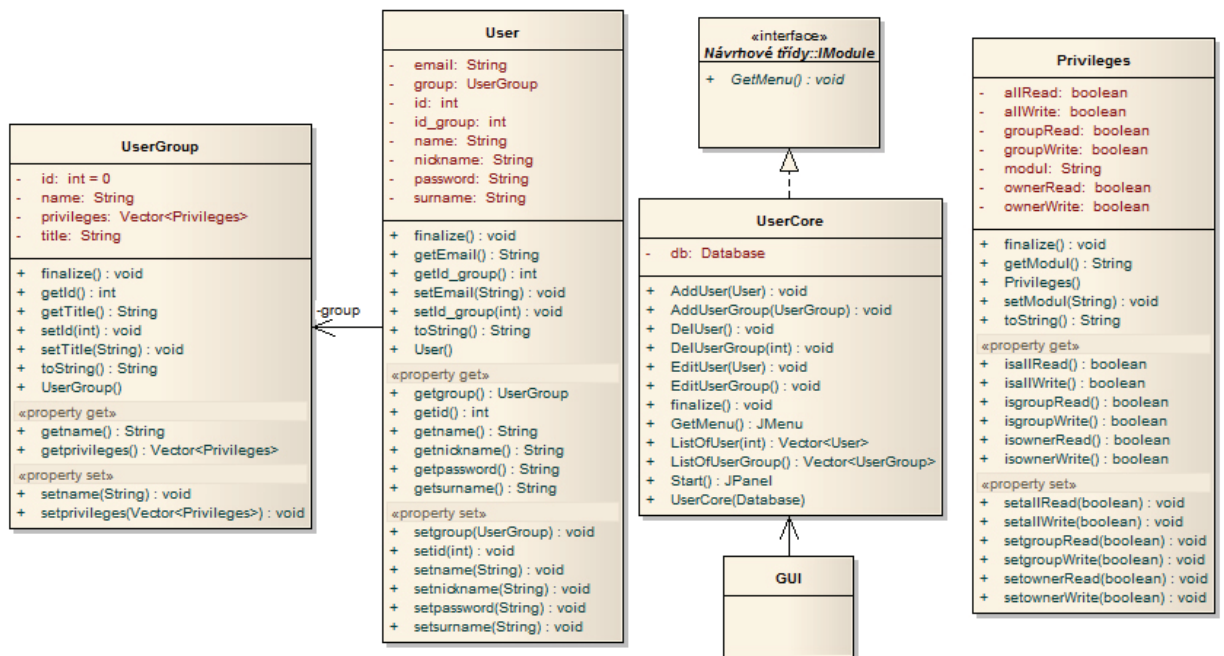 UserGroup
- id: int = 0
- name: String
- privileges: Vector<Privileges>
- title: String
+ finalize() : void
+ getId() : int
+ getTitle() : String
+ setId(int) : void
+ setTitle(String) : void
+ toString() : String
+ UserGroup()
«property get»
+ getname() : String
+ getprivileges() : Vector<Privileges>
«property set»
+ setname(String) : void
+ setprivileges(Vector<Privileges>) : void
-group
User
- email: String
- group: UserGroup
- id: int
- id_group: int
- name: String
- nickname: String
- password: String
- surname: String
+ finalize() : void
+ getEmail() : String
+ getId_group() : int
+ setEmail(String) : void
+ setId_group(int) : void
+ toString() : String
+ User()
«property get»
+ getgroup() : UserGroup
+ getid() : int
+ getname() : String
+ getnickname() : String
+ getpassword() : String
+ getsurname() : String
«property set»
+ setgroup(UserGroup) : void
+ setid(int) : void
+ setname(String) : void
+ setnickname(String) : void
+ setpassword(String) : void
+ setsurname(String) : void
«interface»
Návrhové třídy::IModule
+ GetMenu() : void
UserCore
- db: Database
+ AddUser(User) : void
+ AddUserGroup(UserGroup) : void
+ DelUser() : void
+ DelUserGroup(int) : void
+ EditUser(User) : void
+ EditUserGroup() : void
+ finalize() : void
+ GetMenu() : JMenu
+ ListOfUser(int) : Vector<User>
+ ListOfUserGroup() : Vector<UserGroup>
+ Start() : JPanel
+ UserCore(Database)
GUI
Privileges
- allRead: boolean
- allWrite: boolean
- groupRead: boolean
- groupWrite: boolean
- modul: String
- ownerRead: boolean
- ownerWrite: boolean
+ finalize() : void
+ getModul() : String
+ Privileges()
+ setModul(String) : void
+ toString() : String
«property get»
+ isallRead() : boolean
+ isallWrite() : boolean
+ isgroupRead() : boolean
+ isgroupWrite() : boolean
+ isownerRead() : boolean
+ isownerWrite() : boolean
«property set»
+ setallRead(boolean) : void
+ setallWrite(boolean) : void
+ setgroupRead(boolean) : void
+ setgroupWrite(boolean) : void
+ setownerRead(boolean) : void
+ setownerWrite(boolean) : void